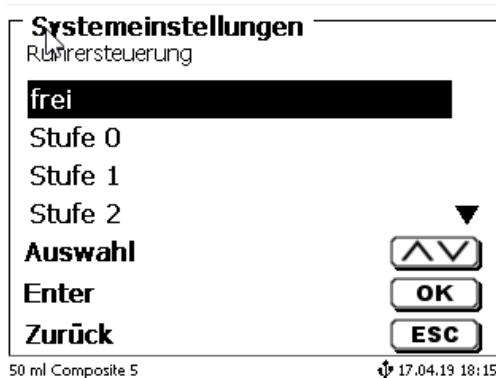 Systemeinstellungen
Rührersteuerung
frei
Stufe 0
Stufe 1
Stufe 2
Auswahl
Enter OK
Zurück ESC
50 ml Composite 5 17.04.19 18:15